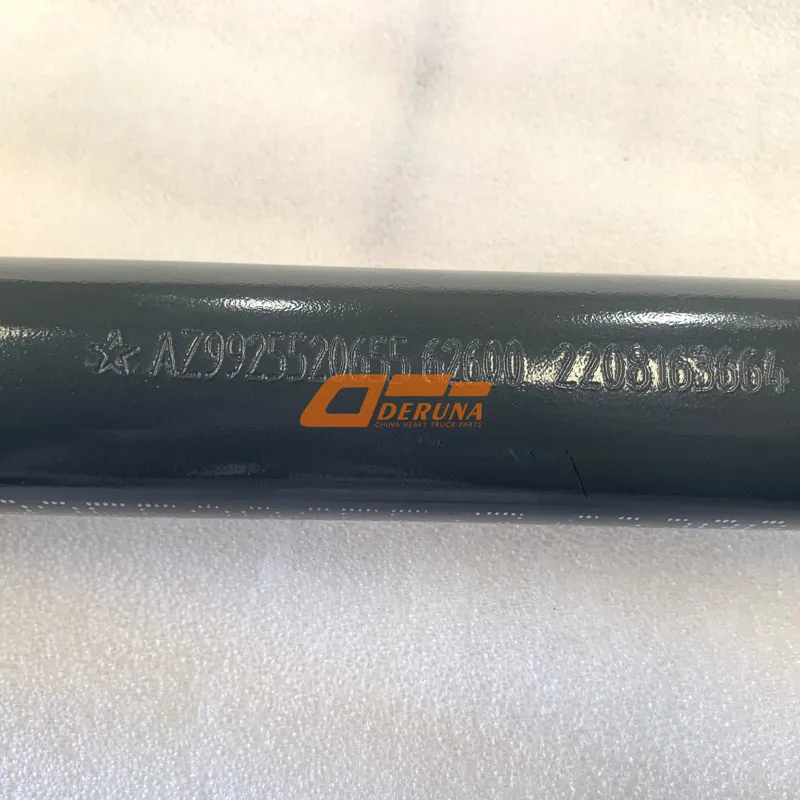 ☆ AZ9925520655 62600 2208163664
DERUNA
CHINA HEAVY TRUCK PARTS